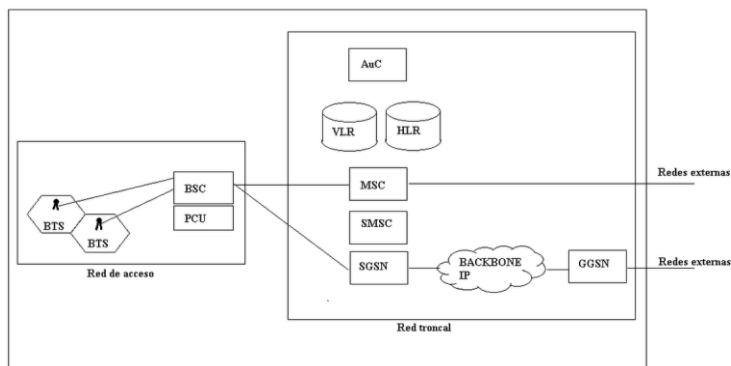 AuC
VLR
HLR
Redes externas
BSC
MSC
PCU
BTS
SMSC
BTS
SGSN
BACKBONE
IP
GGSN
Redes externas
Red de acceso
Red troncal